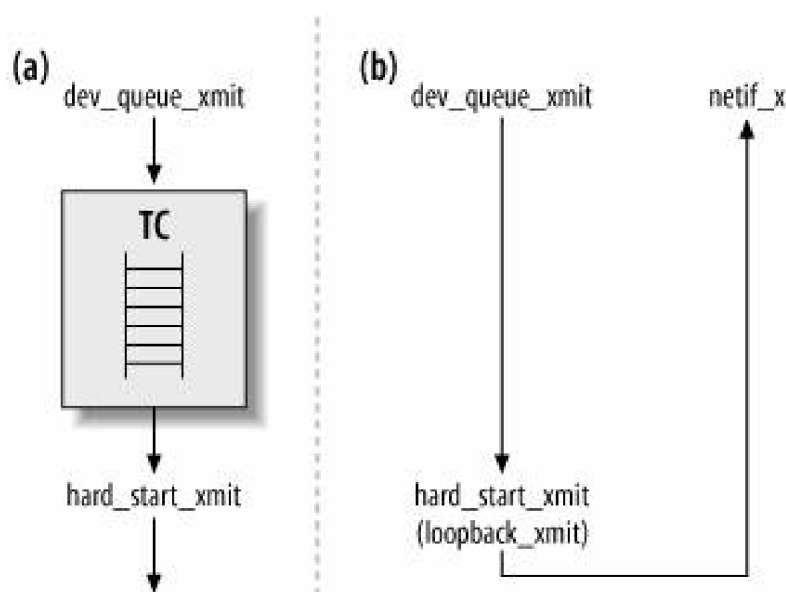 (a)
dev_queue_xmit
TC
hard_start_xmit
(b)
dev_queue_xmit
netif_x
hard_start_xmit
(loopback_xmit)